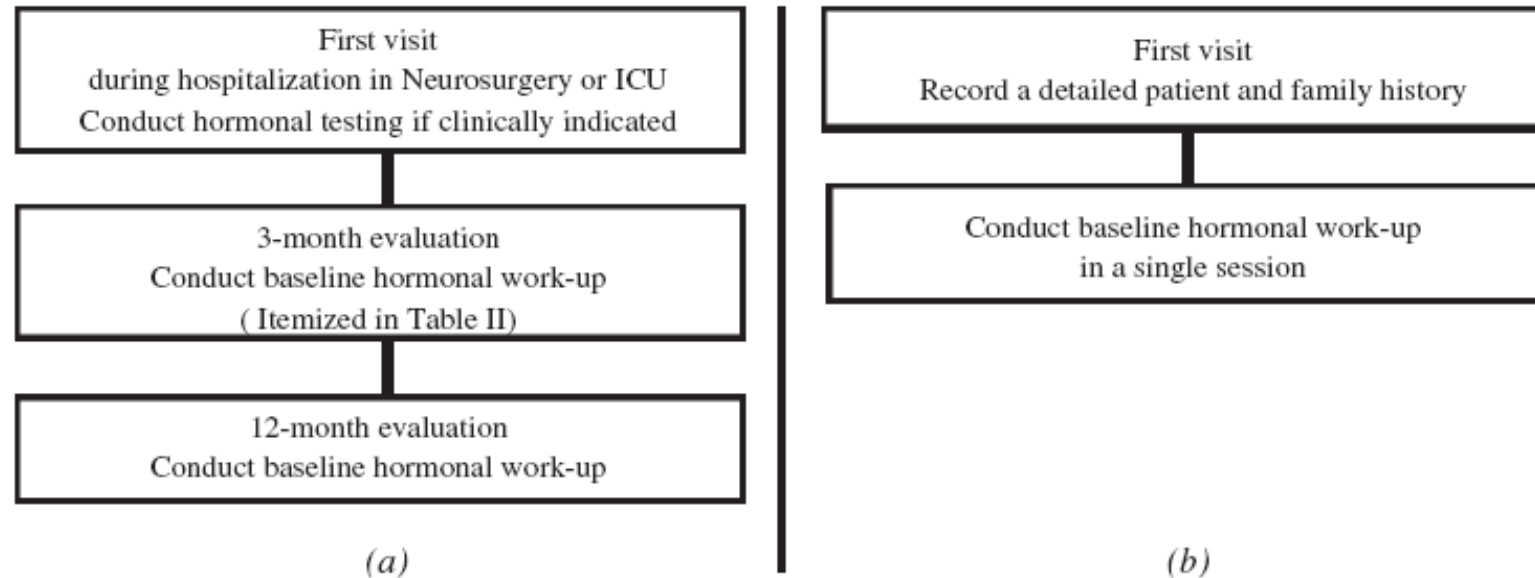 First visit
during hospitalization in Neurosurgery or ICU
Conduct hormonal testing if clinically indicated
3-month evaluation
Conduct baseline hormonal work-up
( Itemized in Table II)
12-month evaluation
Conduct baseline hormonal work-up
(a)
First visit
Record a detailed patient and family history
Conduct baseline hormonal work-up
in a single session
(b)